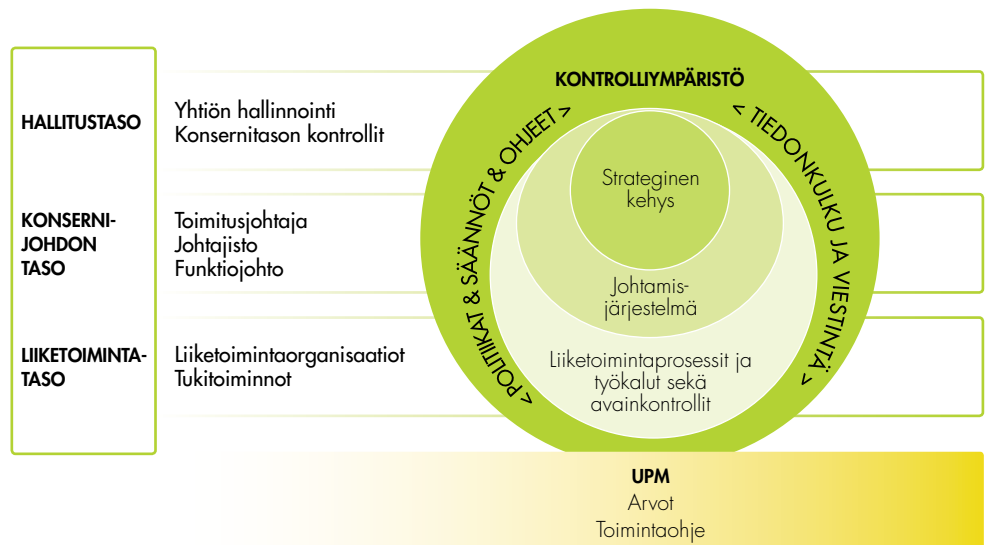 KONTROLLIYMPÄRISTÖ
< POLITIIKAT & SÄÄNNÖT & OHJEET >
< TIEDONKULKU JA VIESTINTÄ >
HALLITUSTASO
Yhtiön hallinnointi
Konsernitason kontrollit
Strateginen
kehys
KONSERNI-
JOHDON
TASO
Toimitusjohtaja
Johtajisto
Funktiojohto
Johtamis-
järjestelmä
LIIKETOIMINTA-
TASO
Liiketoimintaorganisaatiot
Tukitoiminnot
Liiketoimintaprosessit ja
työkalut sekä
avainkontrollit
UPM
Arvot
Toimintaohje